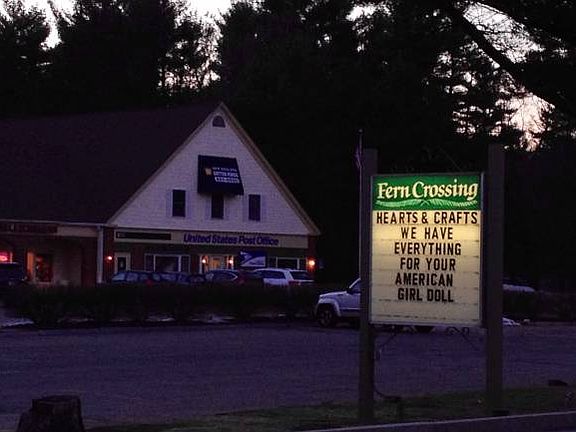 Fern Crossing
HEARTS & CRAFTS
WE HAVE
EVERYTHING
FOR YOUR
AMERICAN
GIRL DOLL
United States Post Office